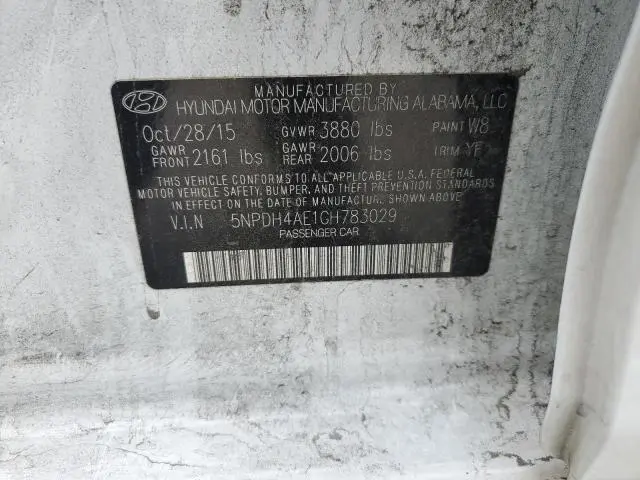 MANUFACTURED BY
HYUNDAI MOTOR MANUFACTURING ALABAMA, LLC
Oct/28/15 GVWR 3880 lbs PAINT W8
GAWR FRONT 2161 lbs GAWR REAR 2006 lbs TRIM YF
THIS VEHICLE CONFORMS TO ALL APPLICABLE U.S.A. FEDERAL
MOTOR VEHICLE SAFETY, BUMPER, AND THEFT PREVENTION STANDARDS
IN EFFECT ON THE DATE OF MANUFACTURE SHOWN ABOVE.
V.I.N 5NPDH4AE1GH783029
PASSENGER CAR